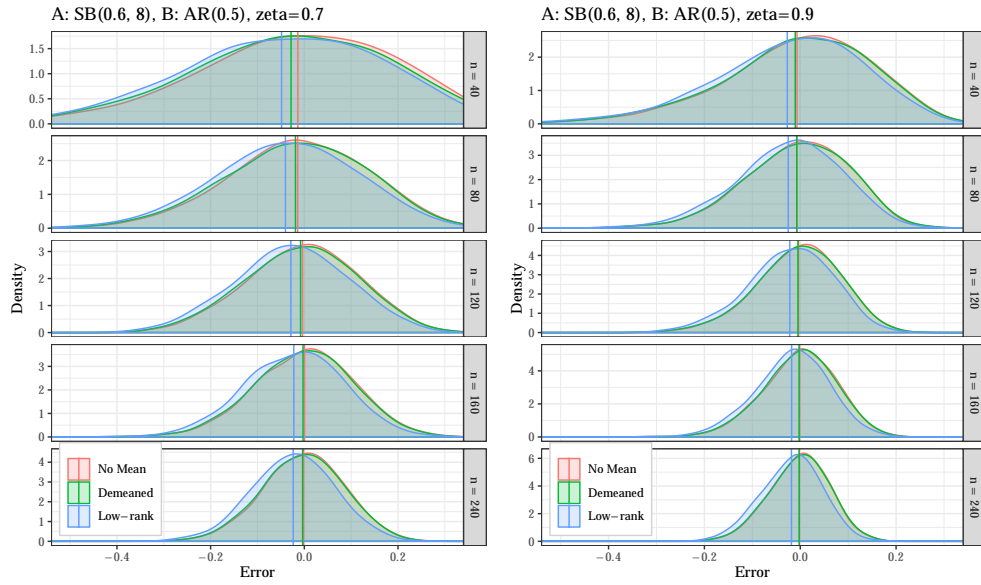 A: SB(0.6, 8), B: AR(0.5), zeta=0.7
1.5
1.0
0.5
0.0
n = 40
2
1
0
n = 80
3
2
1
0
n = 120
3
2
1
0
n = 160
4
3
2
1
0
n = 240
Density
No Mean
Demeaned
Low−rank
−0.4
−0.2
0.0
0.2
Error
A: SB(0.6, 8), B: AR(0.5), zeta=0.9
2
1
0
n = 40
3
2
1
0
n = 80
4
3
2
1
0
n = 120
4
2
0
n = 160
6
4
2
0
n = 240
Density
No Mean
Demeaned
Low−rank
−0.4
−0.2
0.0
0.2
Error